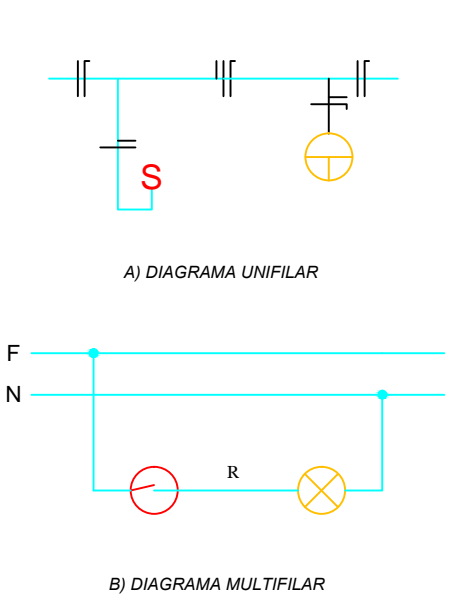 S
A) DIAGRAMA UNIFILAR
F
N
R
B) DIAGRAMA MULTIFILAR